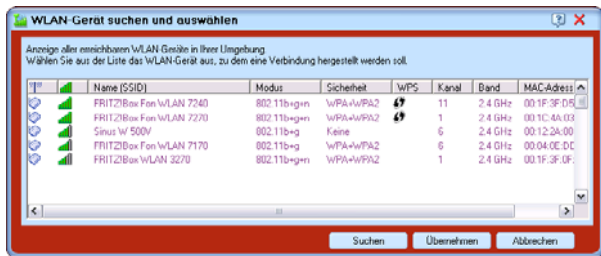 WLAN-Gerät suchen und auswählen
Anzeige aller erreichbaren WLAN-Geräte in Ihrer Umgebung.
Wählen Sie aus der Liste das WLAN-Gerät aus, zu dem eine Verbindung hergestellt werden soll.
Name (SSID) Modus Sicherheit WPS Kanal Band MAC-Adress
FRITZ!Box Fon WLAN 7240 802.11b+g+n WPA+WPA2 11 2.4 GHz 00:1F:3F:D5
FRITZ!Box Fon WLAN 7270 802.11b+g+n WPA+WPA2 1 2.4 GHz 00:1C:4A:03
Sinus W 500V 802.11b+g Keine 6 2.4 GHz 00:12:2A:00
FRITZ!Box Fon WLAN 7170 802.11b+g WPA+WPA2 6 2.4 GHz 00:04:0E:DD
FRITZ!Box WLAN 3270 802.11b+g+n WPA+WPA2 1 2.4 GHz 00:1F:3F:0F:
Suchen Übernehmen Abbrechen